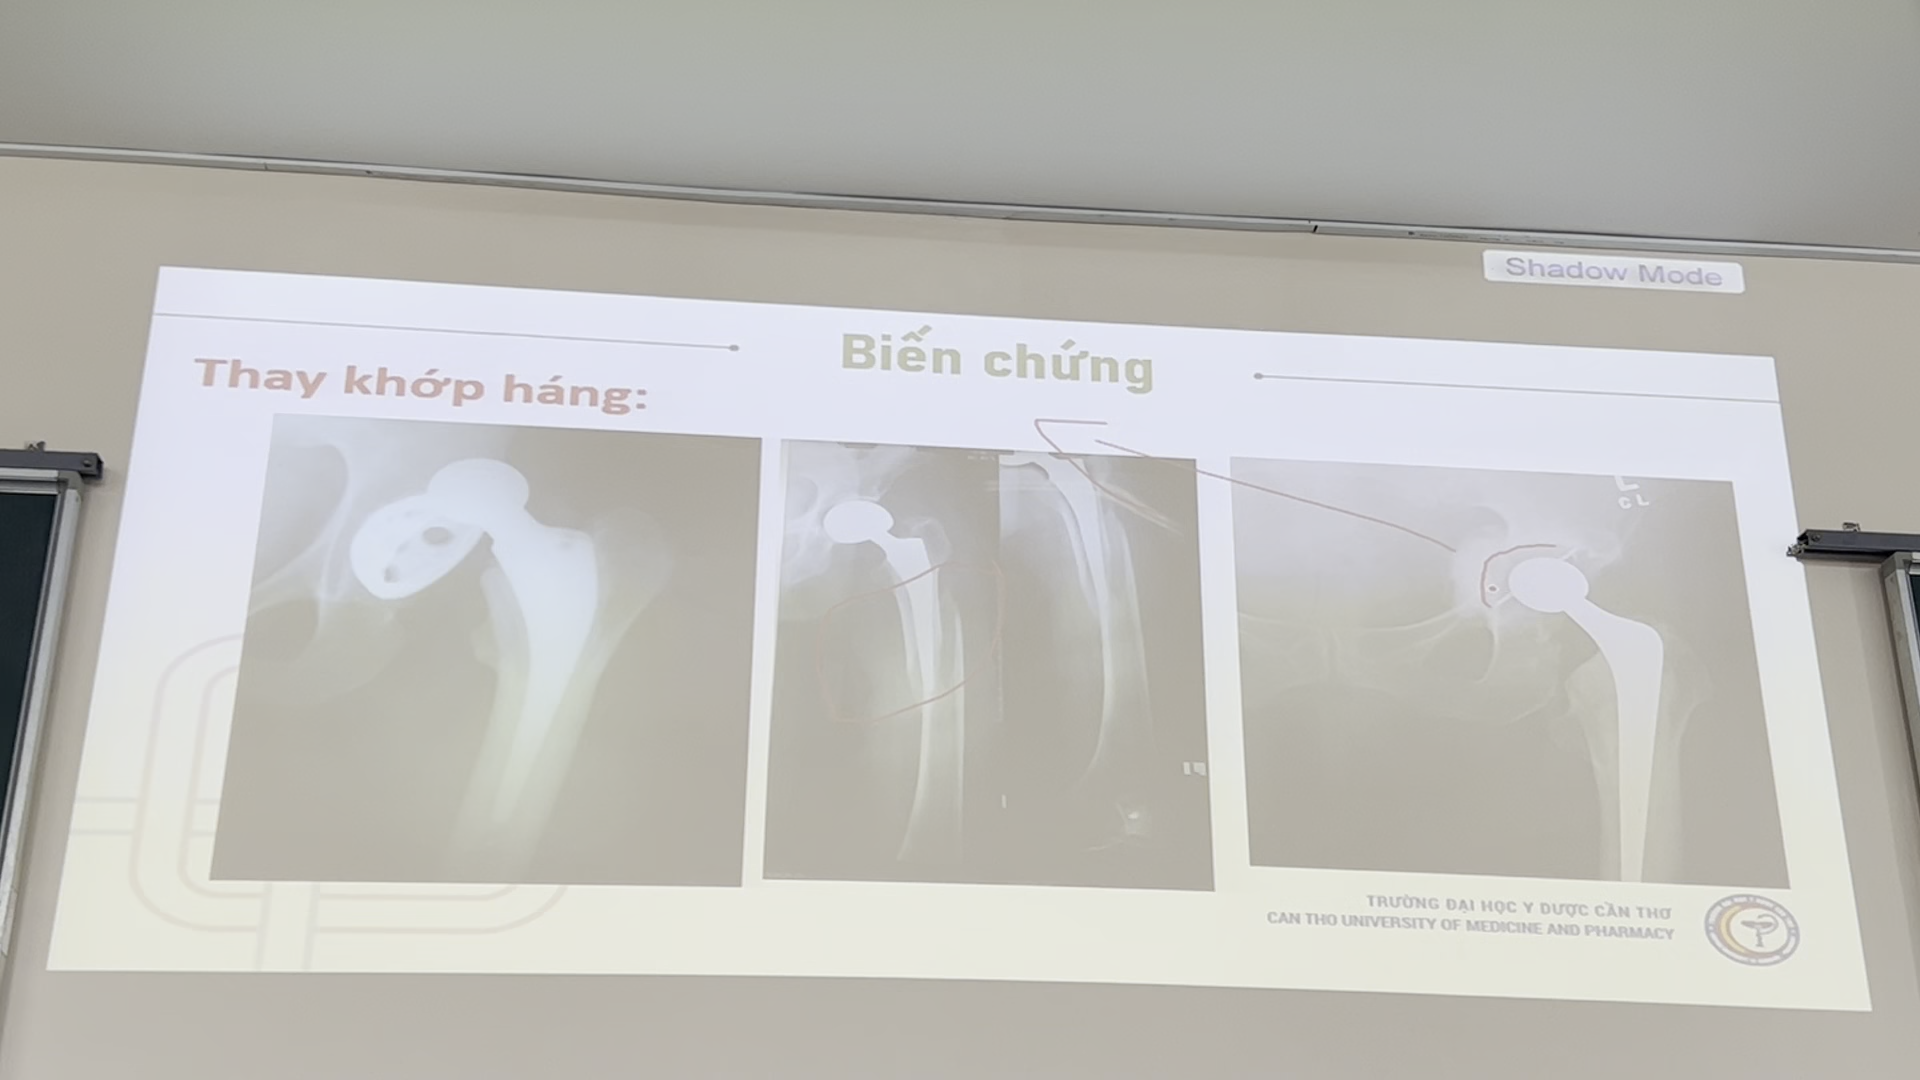 Shadow Mode
Biến chứng
Thay khớp háng:
L
C L
TRƯỜNG ĐẠI HỌC Y DƯỢC CẦN THƠ
CAN THO UNIVERSITY OF MEDICINE AND PHARMACY